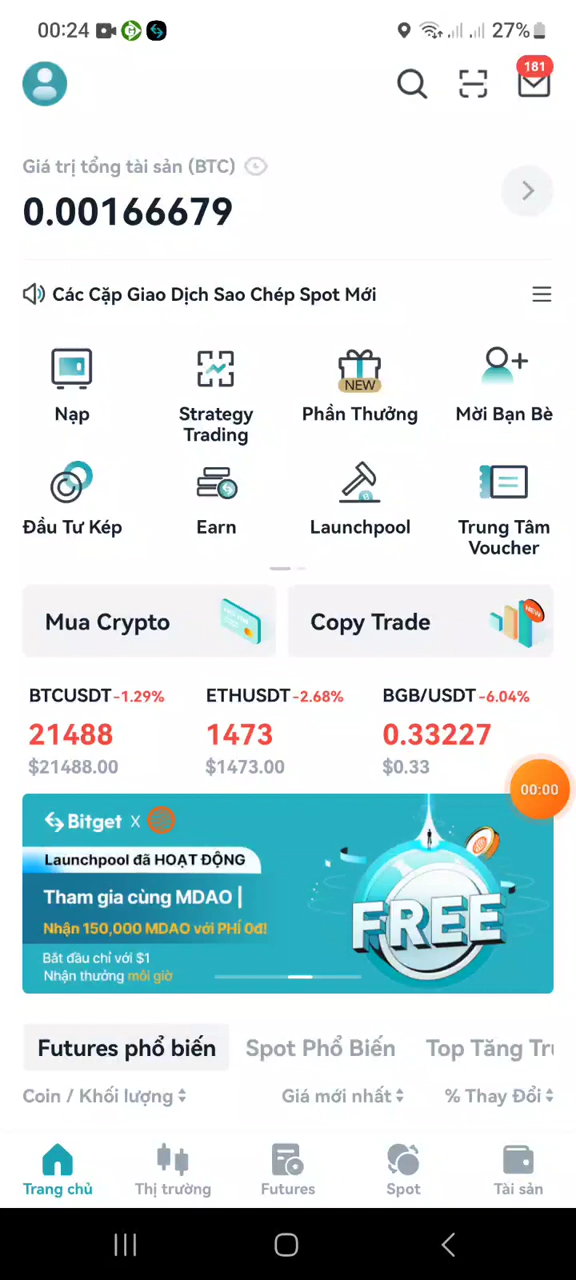 00:24
27%
181
Giá trị tổng tài sản (BTC)
0.00166679
Các Cặp Giao Dịch Sao Chép Spot Mới
NEW
Nạp
Strategy Trading
Phần Thưởng
Mời Bạn Bè
Đầu Tư Kép
Earn
Launchpool
Trung Tâm Voucher
Mua Crypto
Copy Trade
NEW
BTCUSDT -1.29%
ETHUSDT -2.68%
BGB/USDT -6.04%
21488
1473
0.33227
$21488.00
$1473.00
$0.33
00:00
Bitget X
Launchpool đã HOẠT ĐỘNG
Tham gia cùng MDAO |
Nhận 150,000 MDAO với PHÍ 0đ!
Bắt đầu chỉ với $1
Nhận thưởng mỗi giờ
FREE
Futures phổ biến
Spot Phổ Biến
Top Tăng Trư
Coin / Khối lượng
Giá mới nhất
% Thay Đổi
Trang chủ
Thị trường
Futures
Spot
Tài sản